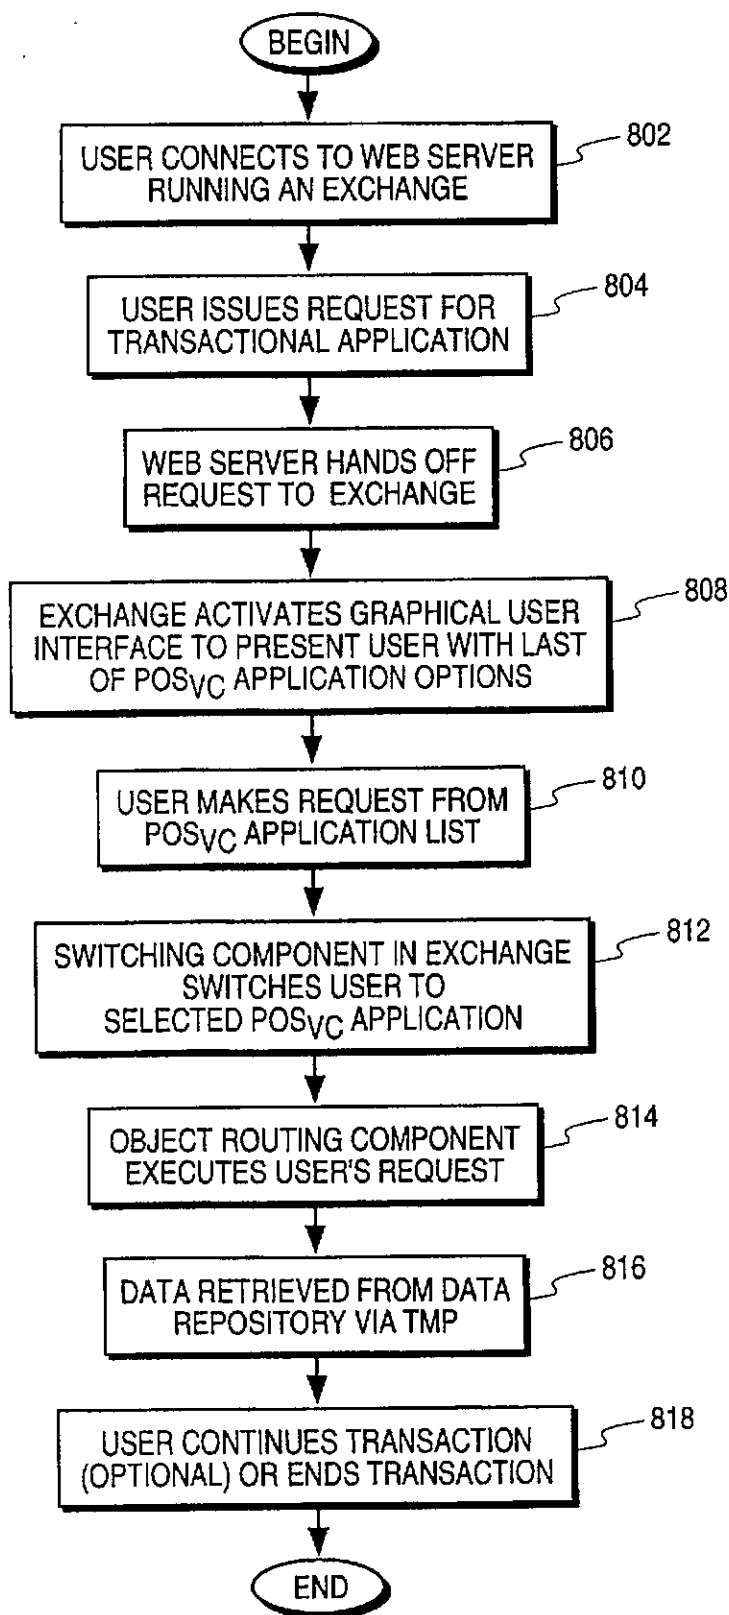 BEGIN
USER CONNECTS TO WEB SERVER
RUNNING AN EXCHANGE
802
USER ISSUES REQUEST FOR
TRANSACTIONAL APPLICATION
804
WEB SERVER HANDS OFF
REQUEST TO EXCHANGE
806
EXCHANGE ACTIVATES GRAPHICAL USER
INTERFACE TO PRESENT USER WITH LAST
OF POSVC APPLICATION OPTIONS
808
USER MAKES REQUEST FROM
POSVC APPLICATION LIST
810
SWITCHING COMPONENT IN EXCHANGE
SWITCHES USER TO
SELECTED POSVC APPLICATION
812
OBJECT ROUTING COMPONENT
EXECUTES USER'S REQUEST
814
DATA RETRIEVED FROM DATA
REPOSITORY VIA TMP
816
USER CONTINUES TRANSACTION
(OPTIONAL) OR ENDS TRANSACTION
818
END